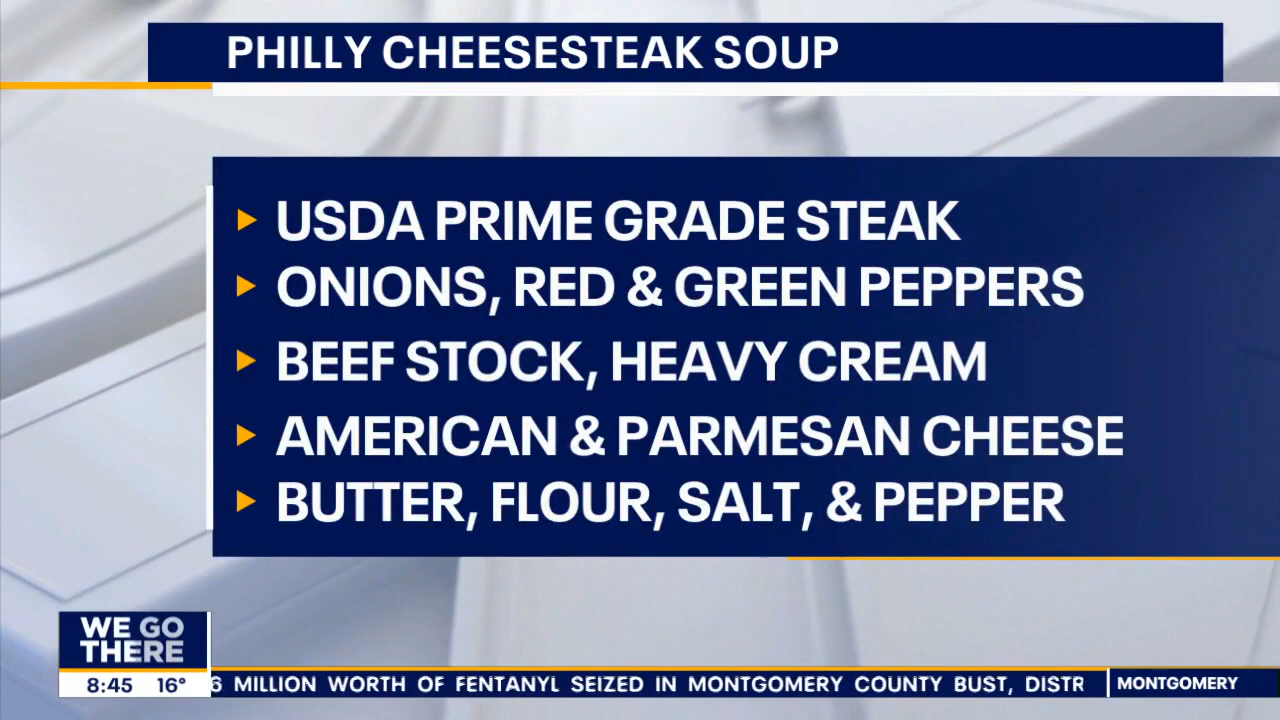 PHILLY CHEESESTEAK SOUP
USDA PRIME GRADE STEAK
ONIONS, RED & GREEN PEPPERS
BEEF STOCK, HEAVY CREAM
AMERICAN & PARMESAN CHEESE
BUTTER, FLOUR, SALT, & PEPPER
WE GO
THERE
8:45 16° 6 MILLION WORTH OF FENTANYL SEIZED IN MONTGOMERY COUNTY BUST, DISTR MONTGOMERY